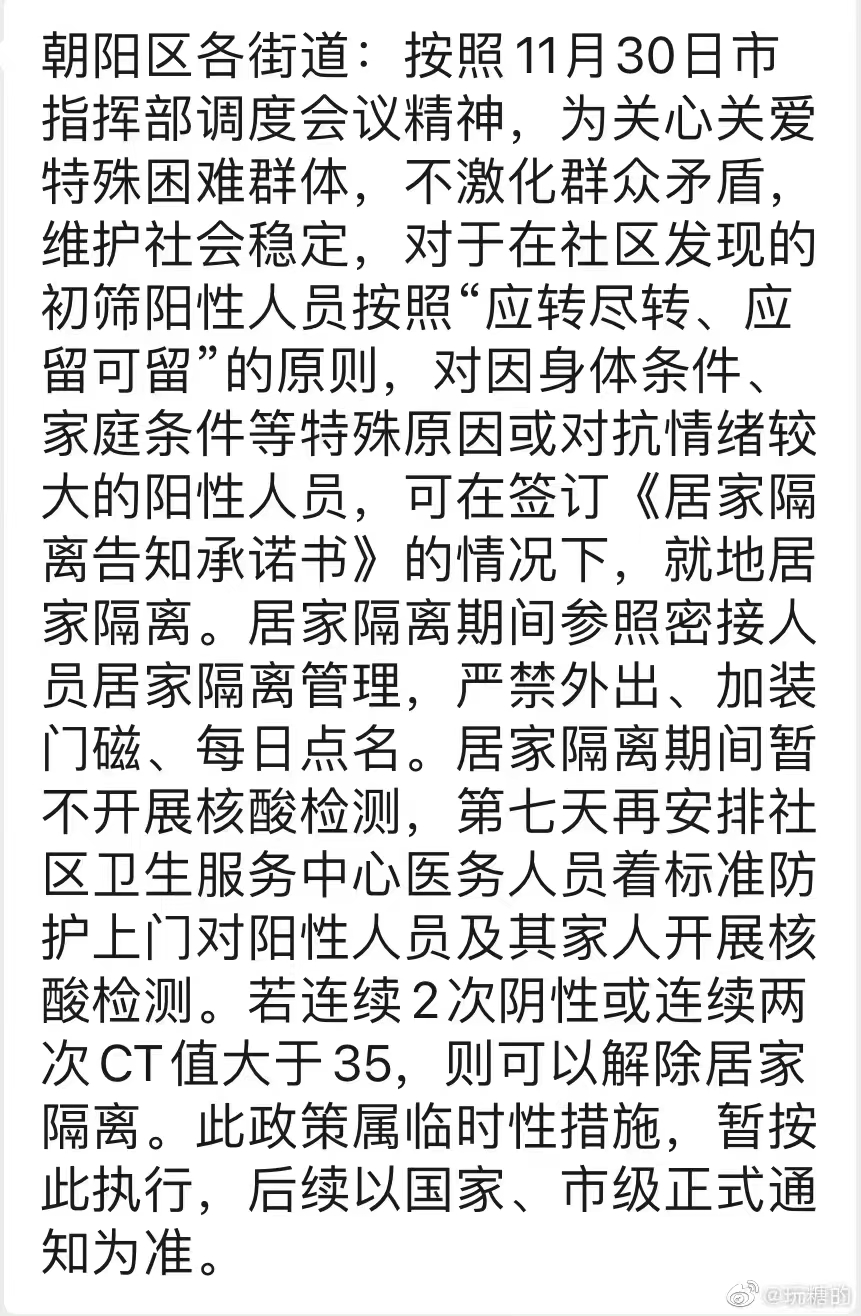 朝阳区各街道：按照11月30日市
指挥部调度会议精神，为关心关爱
特殊困难群体，不激化群众矛盾，
维护社会稳定，对于在社区发现的
初筛阳性人员按照“应转尽转、应
留可留”的原则，对因身体条件、
家庭条件等特殊原因或对抗情绪较
大的阳性人员，可在签订《居家隔
离告知承诺书》的情况下，就地居
家隔离。居家隔离期间参照密接人
员居家隔离管理，严禁外出、加装
门磁、每日点名。居家隔离期间暂
不开展核酸检测，第七天再安排社
区卫生服务中心医务人员着标准防
护上门对阳性人员及其家人开展核
酸检测。若连续2次阴性或连续两
次CT值大于35，则可以解除居家
隔离。此政策属临时性措施，暂按
此执行，后续以国家、市级正式通
知为准。
@玩糖的